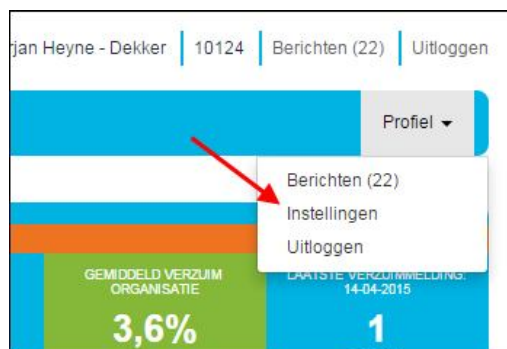 rjan Heyne - Dekker 10124 Berichten (22) Uitloggen
Profiel
Berichten (22)
Instellingen
Uitloggen
GEMIDDELD VERZUIM
ORGANISATIE
3,6%
LAATSTE VERZUIMMELDING:
14-04-2015
1